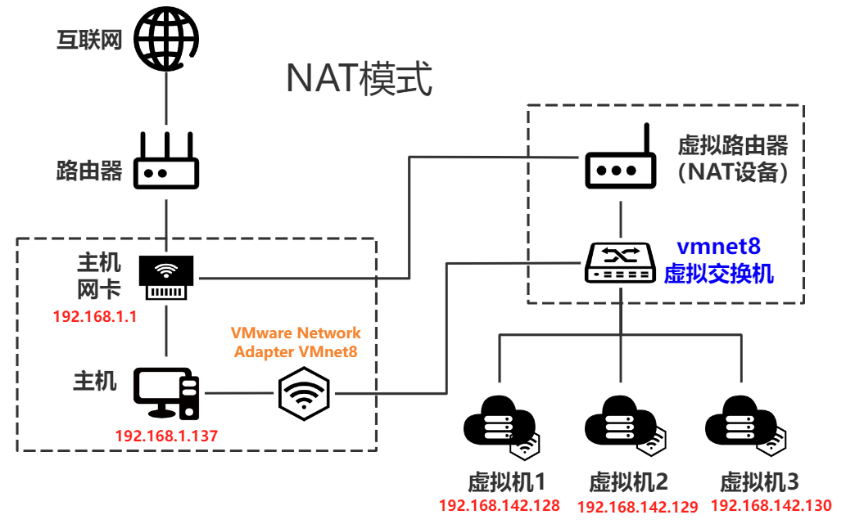 互联网
NAT模式
路由器
虚拟路由器
(NAT设备)
主机
网卡
192.168.1.1
vmnet8
虚拟交换机
VMware Network
Adapter VMnet8
主机
192.168.1.137
虚拟机1
192.168.142.128
虚拟机2
192.168.142.129
虚拟机3
192.168.142.130